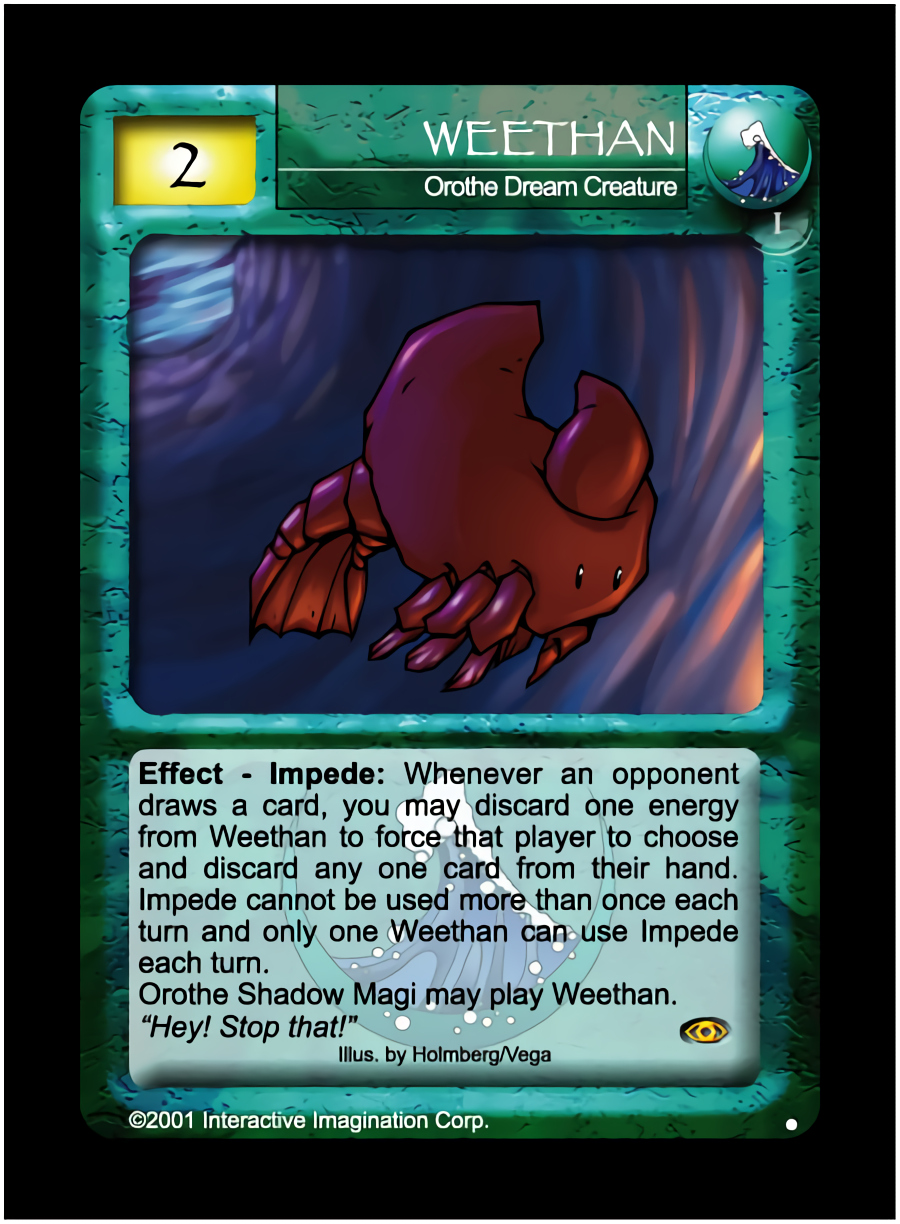 2
WEETHAN
Orothe Dream Creature
I
Effect - Impede: Whenever an opponent
draws a card, you may discard one energy
from Weethan to force that player to choose
and discard any one card from their hand.
Impede cannot be used more than once each
turn and only one Weethan can use Impede
each turn.
Orothe Shadow Magi may play Weethan.
“Hey! Stop that!”
Illus. by Holmberg/Vega
©2001 Interactive Imagination Corp.